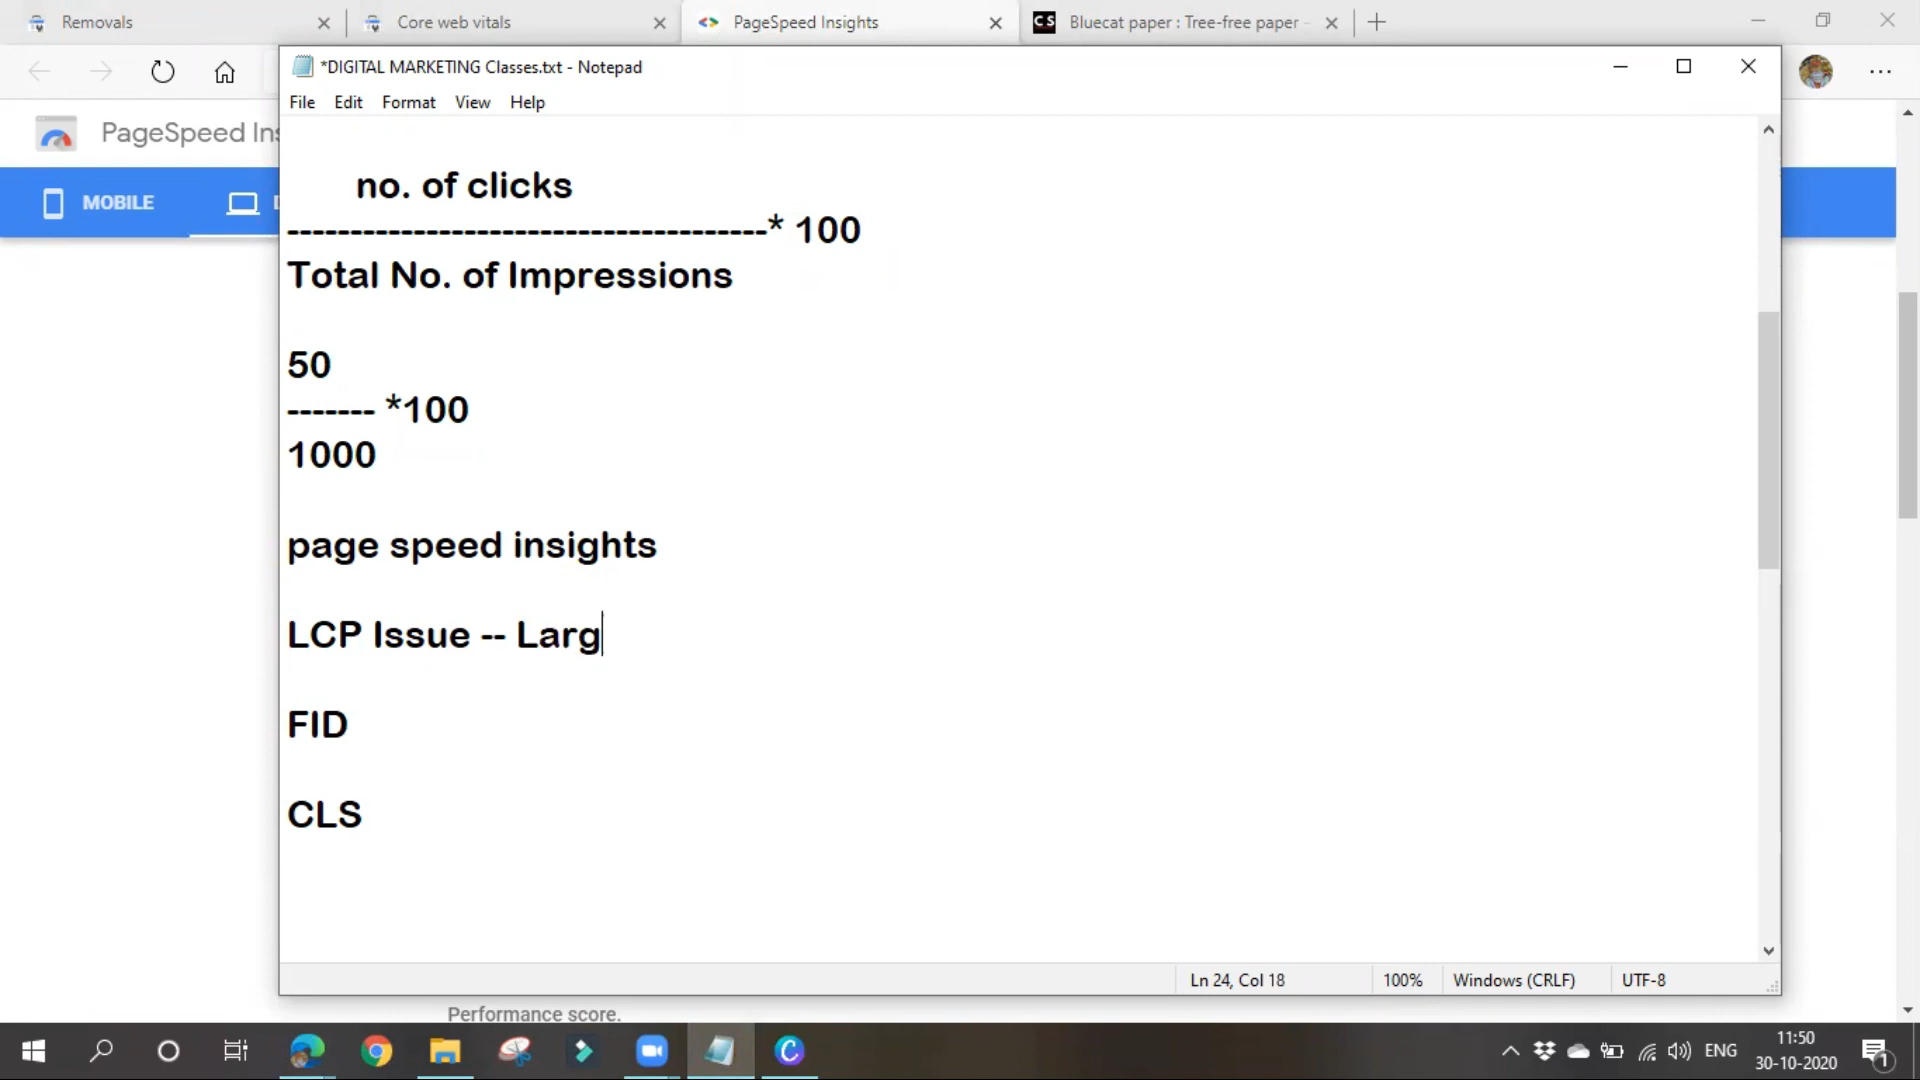 Removals
Core web vitals
PageSpeed Insights
CS
Bluecat paper : Tree-free paper -
*DIGITAL MARKETING Classes.txt - Notepad
File Edit Format View Help
PageSpeed Ins
MOBILE
no. of clicks
--------------------------------------* 100
Total No. of Impressions
50
------- *100
1000
page speed insights
LCP Issue -- Larg
FID
CLS
Ln 24, Col 18
100%
Windows (CRLF)
UTF-8
Performance score.
ENG
11:50
30-10-2020
1